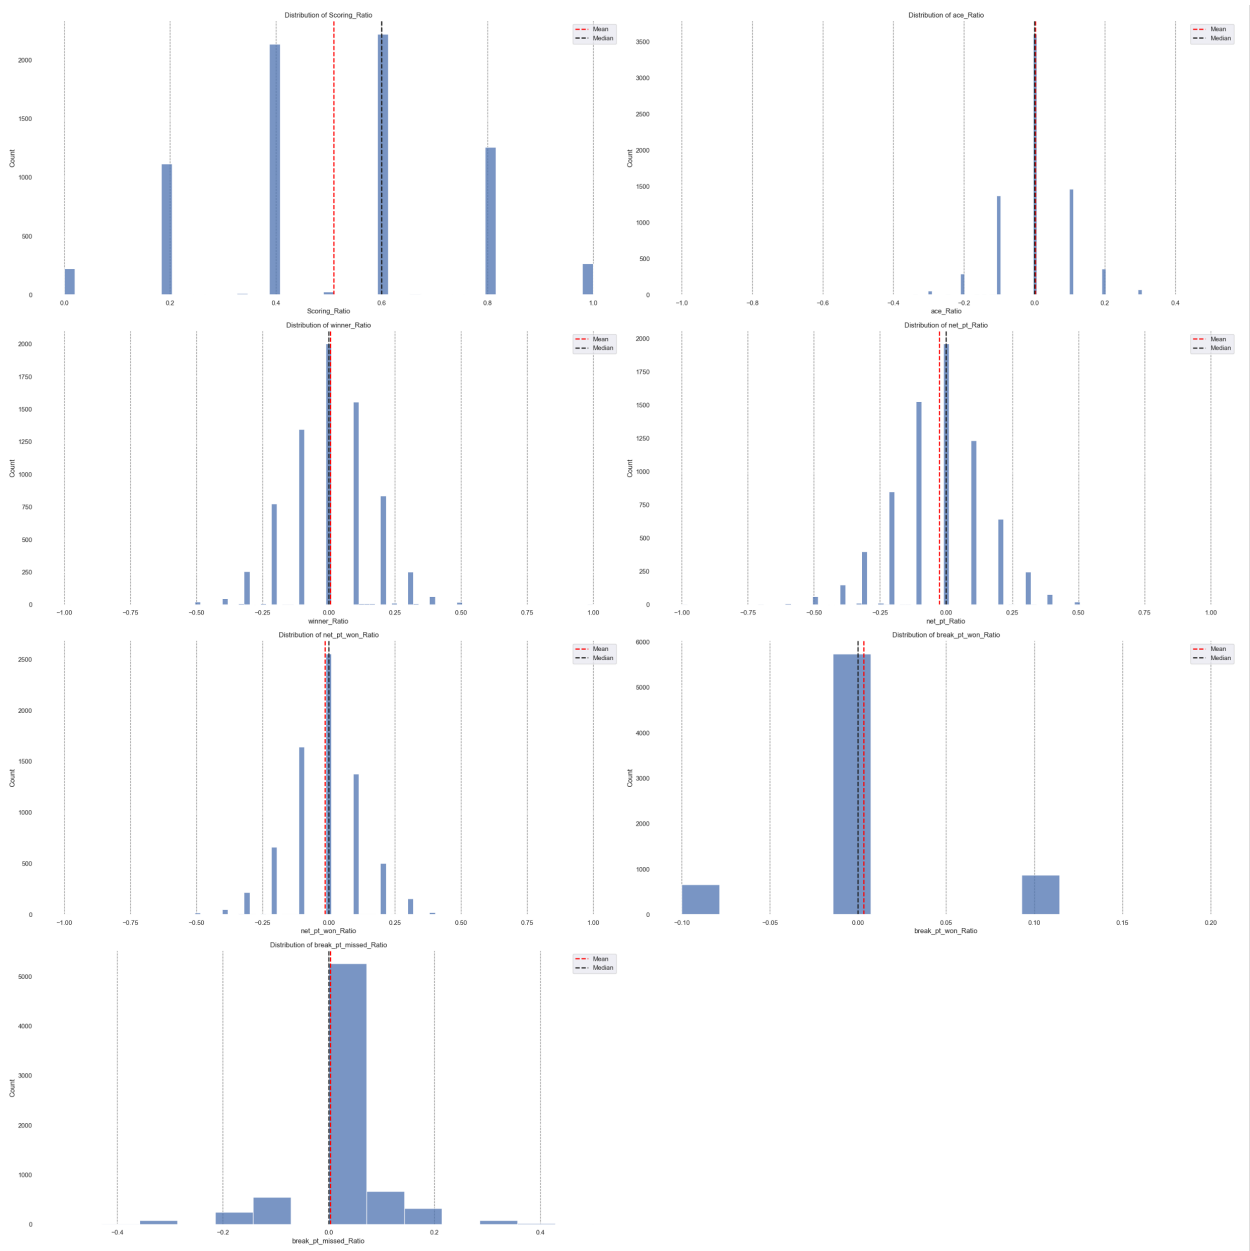 Distribution of Scoring_Ratio
Mean
Median
Count
2000
1500
1000
500
0
0.0 0.2 0.4 0.6 0.8 1.0
Scoring_Ratio
Distribution of ace_Ratio
Mean
Median
Count
3500
3000
2500
2000
1500
1000
500
0
−1.0 −0.8 −0.6 −0.4 −0.2 0.0 0.2 0.4
ace_Ratio
Distribution of winner_Ratio
Mean
Median
Count
2000
1750
1500
1250
1000
750
500
250
0
−1.00 −0.75 −0.50 −0.25 0.00 0.25 0.50 0.75 1.00
winner_Ratio
Distribution of net_pt_Ratio
Mean
Median
Count
2000
1750
1500
1250
1000
750
500
250
0
−0.75 −0.50 −0.25 0.00 0.25 0.50 0.75 1.00
net_pt_Ratio
Distribution of net_pt_won_Ratio
Mean
Median
Count
2500
2000
1500
1000
500
0
−1.00 −0.75 −0.50 −0.25 0.00 0.25 0.50 0.75 1.00
net_pt_won_Ratio
Distribution of break_pt_won_Ratio
Mean
Median
Count
6000
5000
4000
3000
2000
1000
0
−0.10 −0.05 0.00 0.05 0.10 0.15 0.20
break_pt_won_Ratio
Distribution of break_pt_missed_Ratio
Mean
Median
Count
5000
4000
3000
2000
1000
0
−0.4 −0.2 0.0 0.2 0.4
break_pt_missed_Ratio